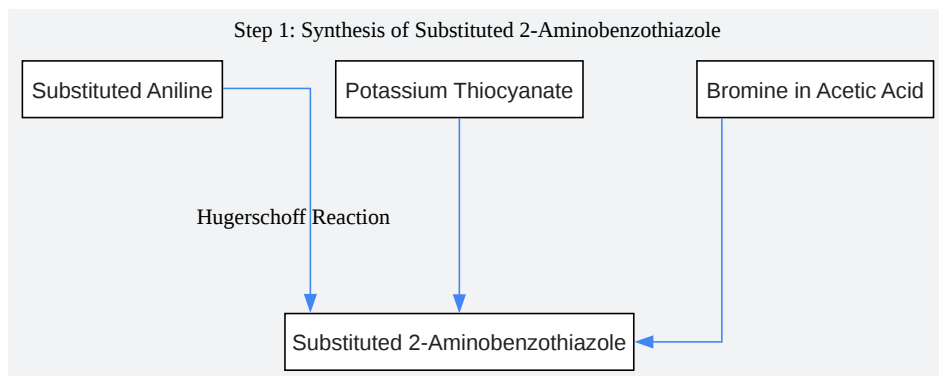 Step 1: Synthesis of Substituted 2-Aminobenzothiazole
Substituted Aniline
Potassium Thiocyanate
Bromine in Acetic Acid
Hugerschoff Reaction
Substituted 2-Aminobenzothiazole